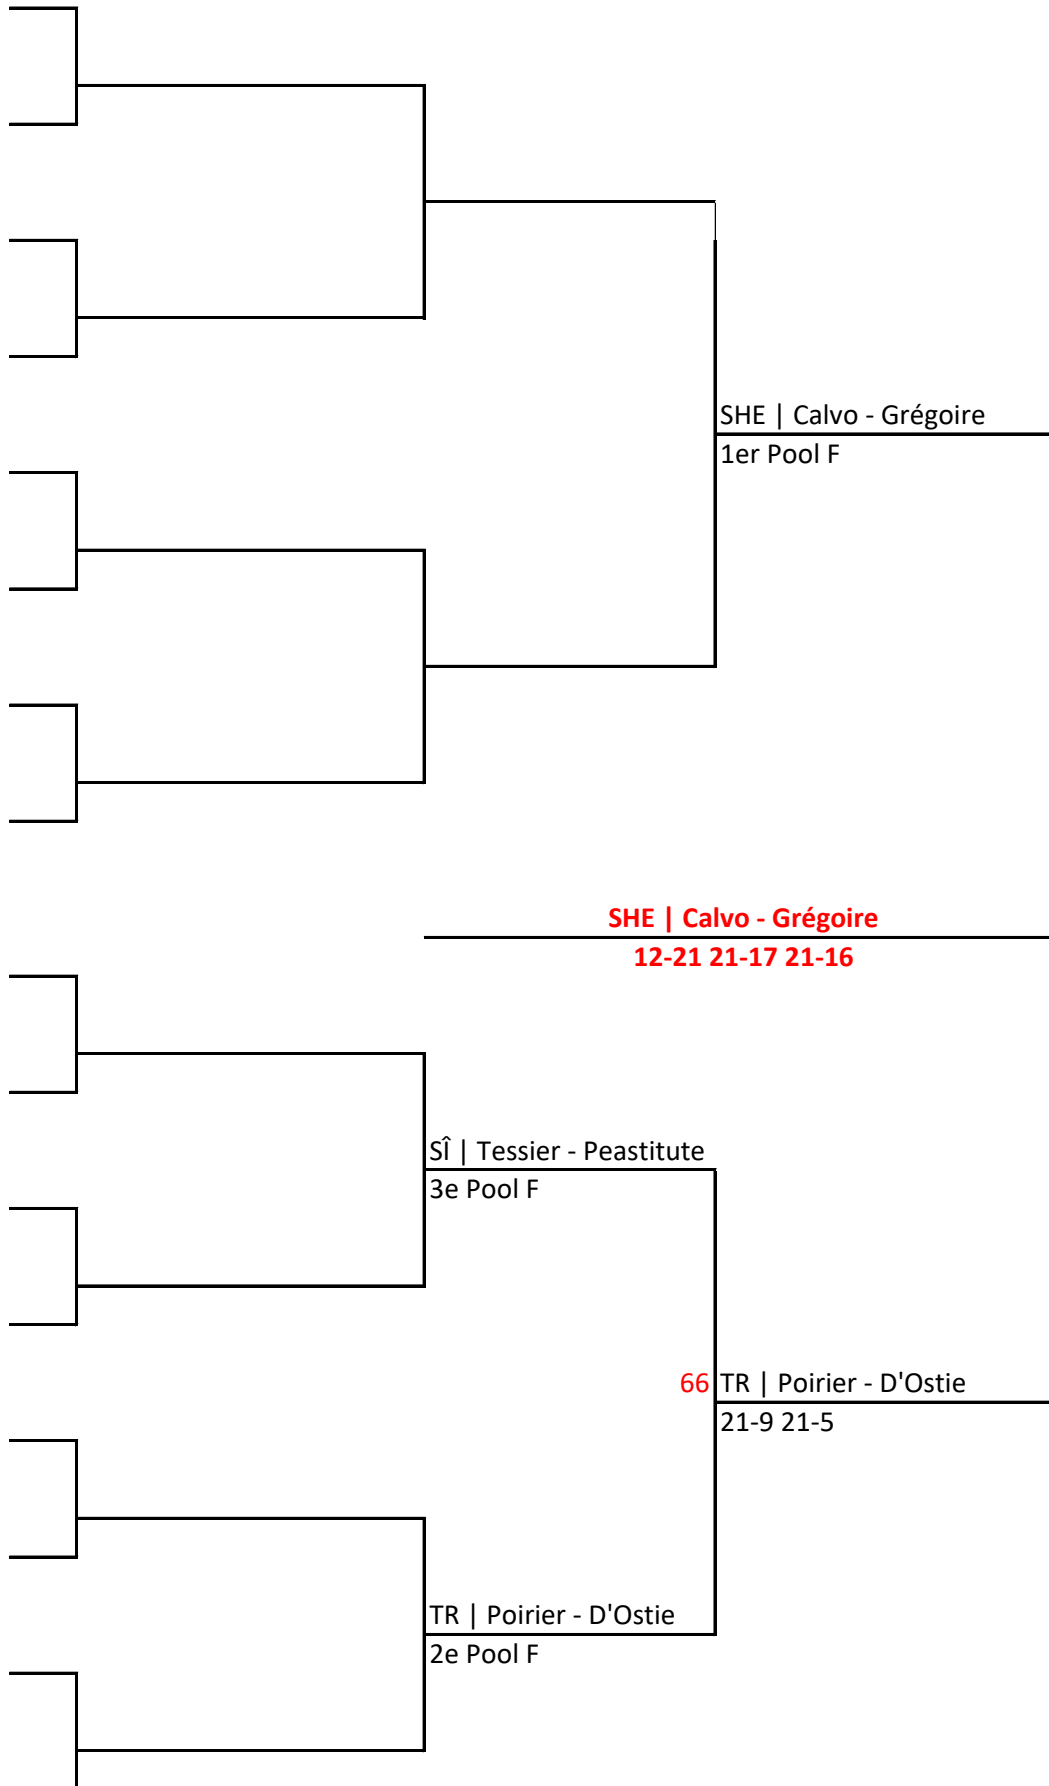 SHE | Calvo - Grégoire
1er Pool F
SHE | Calvo - Grégoire
12-21 21-17 21-16
SÎ | Tessier - Peastitute
3e Pool F
66 TR | Poirier - D'Ostie
21-9 21-5
TR | Poirier - D'Ostie
2e Pool F